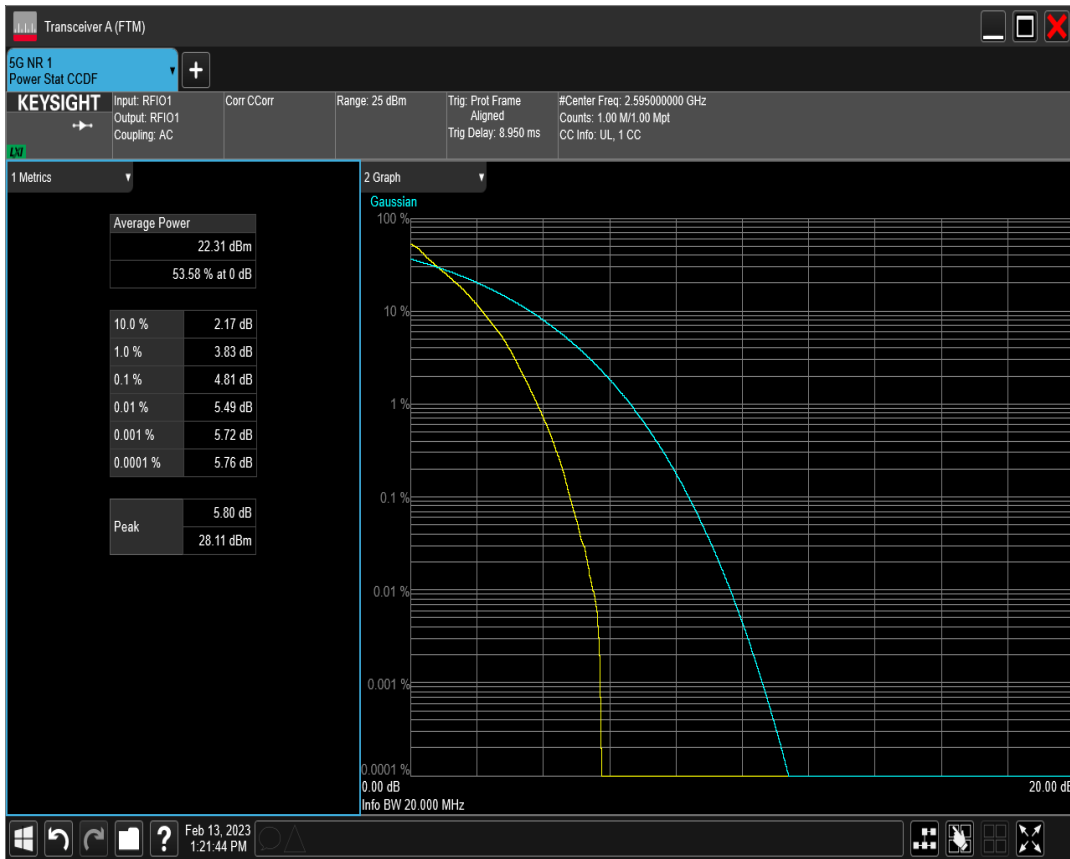 Transceiver A (FTM)
5G NR 1
Power Stat CCDF
+
KEYSIGHT
LXI
Input: RFIO1
Output: RFIO1
Coupling: AC
Corr CCorr
Range: 25 dBm
Trig: Prot Frame
Aligned
Trig Delay: 8.950 ms
#Center Freq: 2.595000000 GHz
Counts: 1.00 M/1.00 Mpt
CC Info: UL, 1 CC
1 Metrics
Average Power
22.31 dBm
53.58 % at 0 dB
10.0 % 2.17 dB
1.0 % 3.83 dB
0.1 % 4.81 dB
0.01 % 5.49 dB
0.001 % 5.72 dB
0.0001 % 5.76 dB
Peak 5.80 dB
28.11 dBm
2 Graph
Gaussian
100 %
10 %
1 %
0.1 %
0.01 %
0.001 %
0.0001 %
0.00 dB 20.00 dB
Info BW 20.000 MHz
? Feb 13, 2023
1:21:44 PM